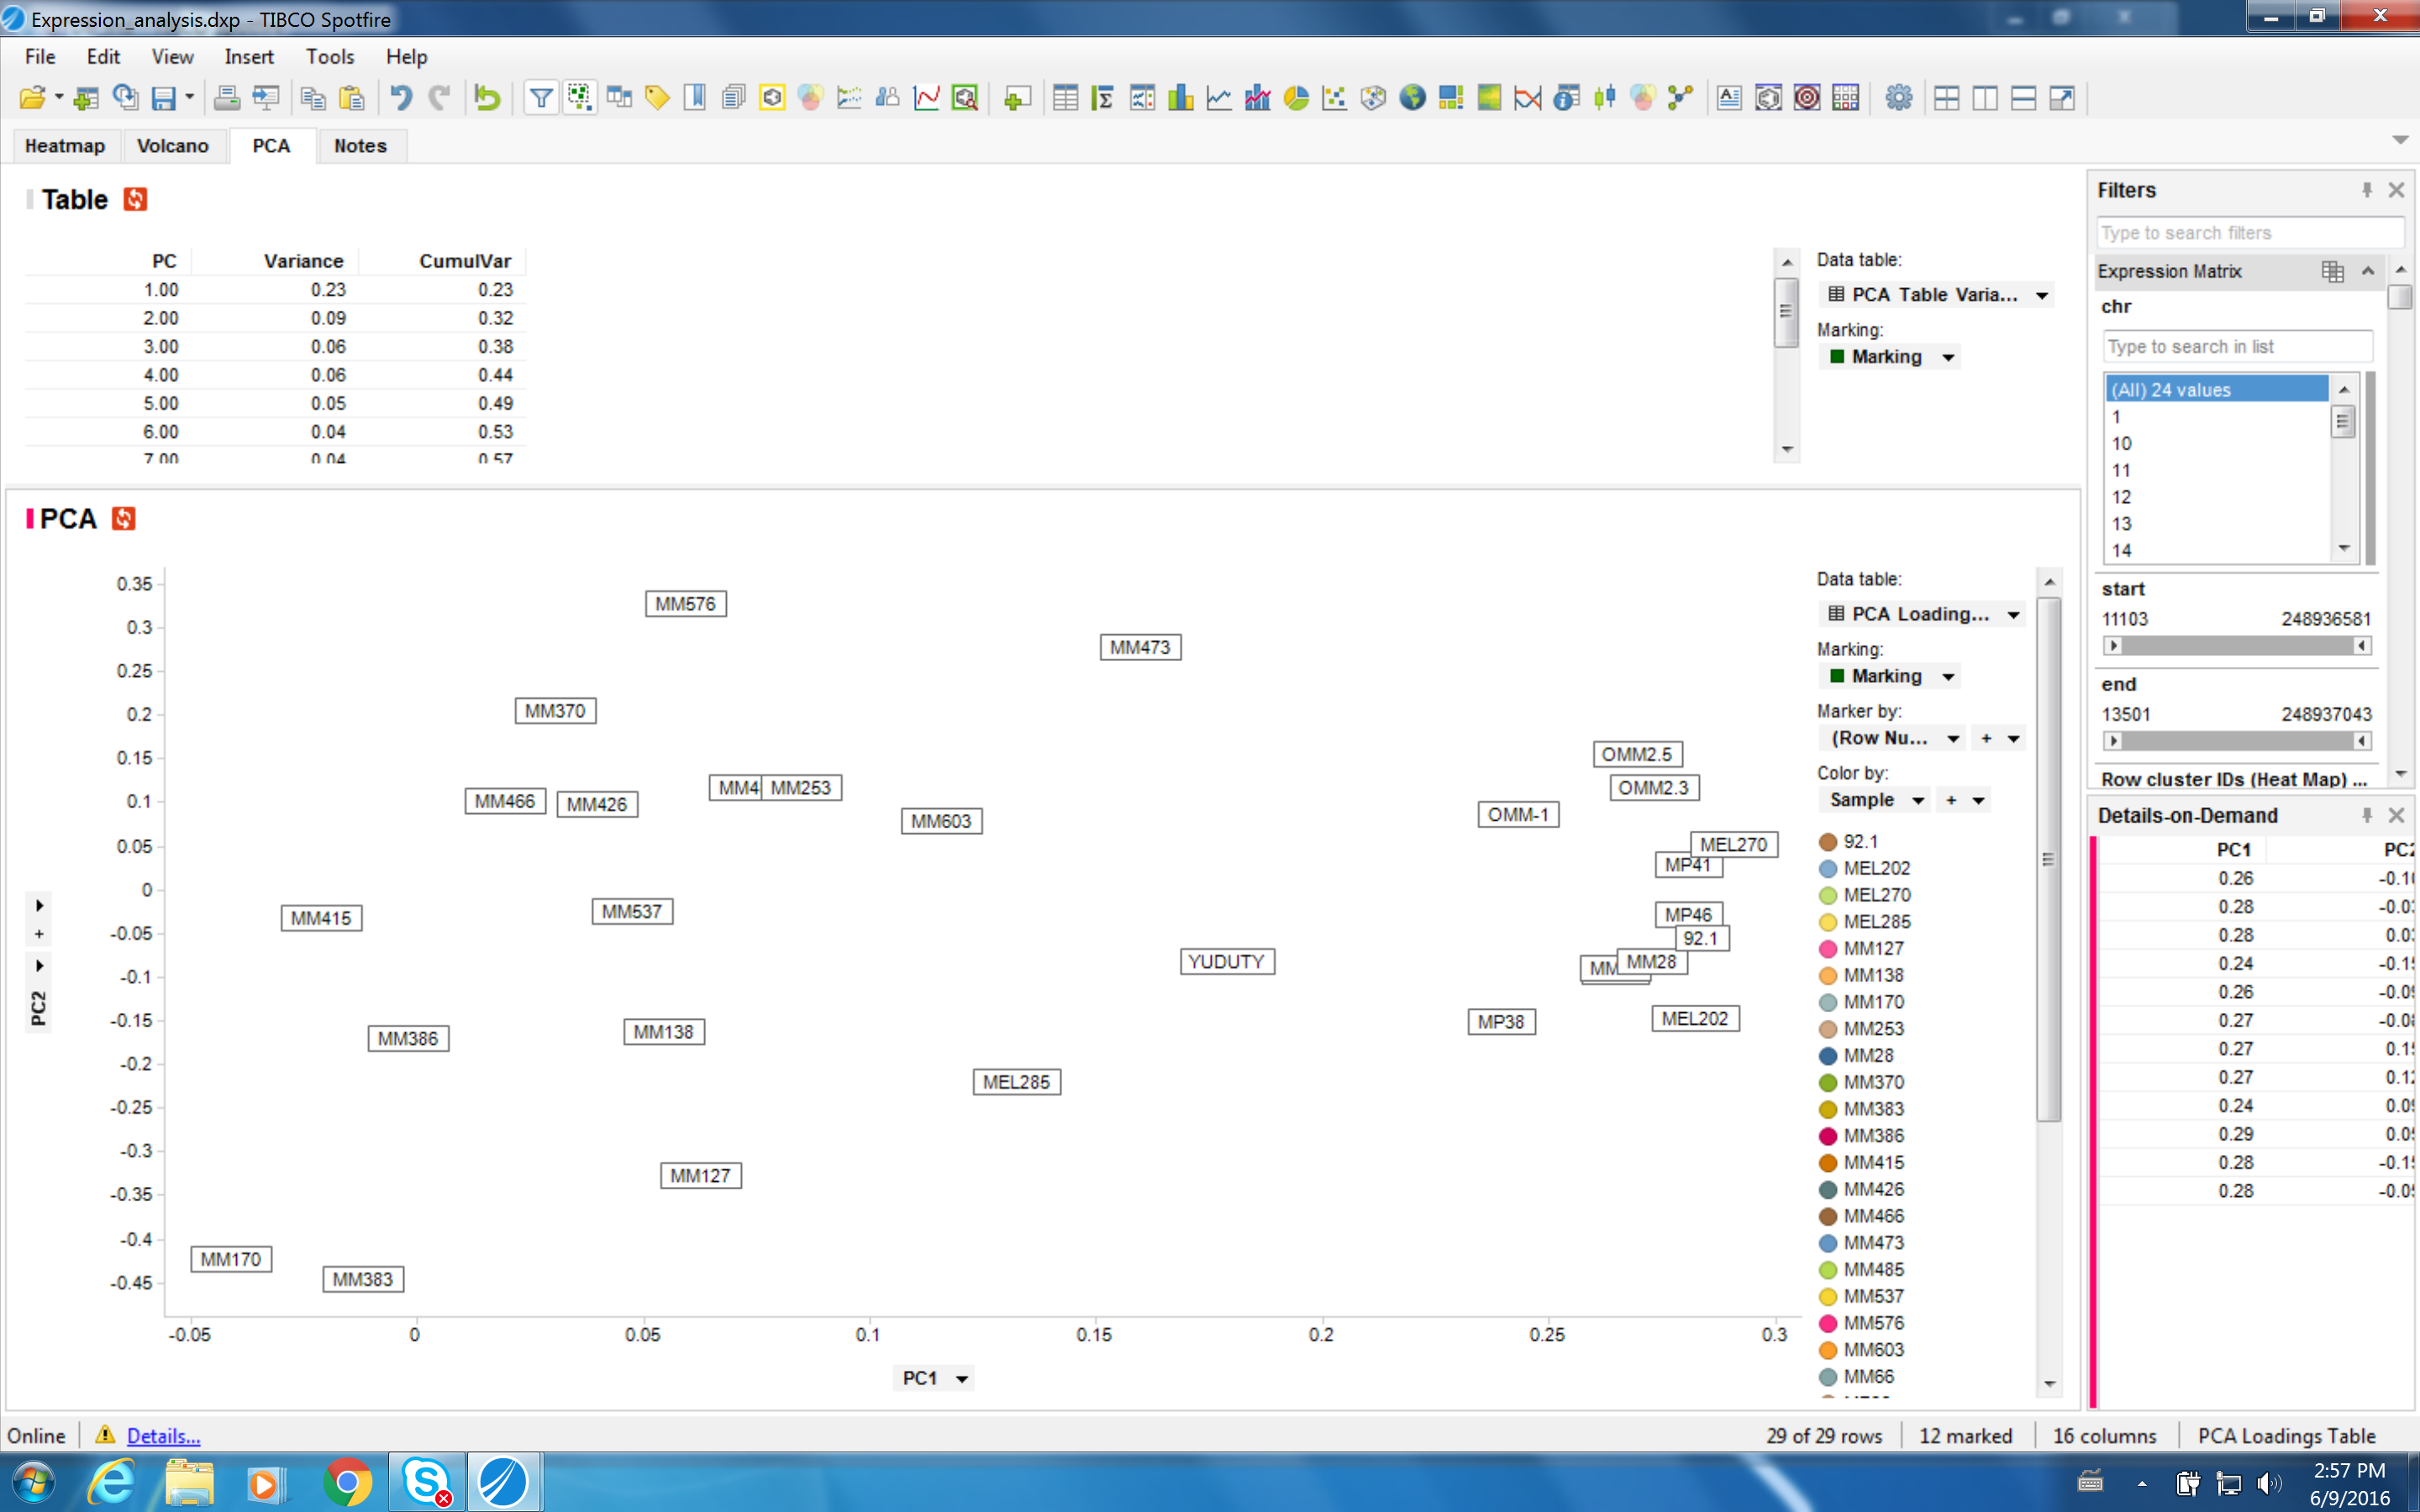 Expression_analysis.dxp - TIBCO Spotfire
File Edit View Insert Tools Help
Heatmap Volcano PCA Notes
Table
PC Variance CumulVar
1.00 0.23 0.23
2.00 0.09 0.32
3.00 0.06 0.38
4.00 0.06 0.44
5.00 0.05 0.49
6.00 0.04 0.53
7.00 0.04 0.57
Data table:
PCA Table Varia...
Marking:
Marking
PCA
0.35
0.3
0.25
0.2
0.15
0.1
0.05
0
-0.05
-0.1
-0.15
-0.2
-0.25
-0.3
-0.35
-0.4
-0.45
+
PC2
MM576
MM473
MM370
OMM2.5
MM4 MM253
OMM2.3
MM466
MM426
OMM-1
MM603
MEL270
MP41
MM415
MM537
MP46
92.1
YUDUTY
MM28
MM
MP38
MEL202
MM386
MM138
MEL285
MM127
MM170
MM383
-0.05 0 0.05 0.1 0.15 0.2 0.25 0.3
PC1
Data table:
PCA Loading...
Marking:
Marking
Marker by:
(Row Nu... +
Color by:
Sample +
92.1
MEL202
MEL270
MEL285
MM127
MM138
MM170
MM253
MM28
MM370
MM383
MM386
MM415
MM426
MM466
MM473
MM485
MM537
MM576
MM603
MM66
Filters
Type to search filters
Expression Matrix
chr
Type to search in list
(All) 24 values
1
10
11
12
13
14
start
11103 248936581
end
13501 248937043
Row cluster IDs (Heat Map) ...
Details-on-Demand
PC1 PC2
0.26 -0.10
0.28 -0.0
0.28 0.0
0.24 -0.1
0.26 -0.0
0.27 -0.0
0.27 0.1
0.27 0.1
0.24 0.0
0.29 0.0
0.28 -0.1
0.28 -0.0
Online Details... 29 of 29 rows 12 marked 16 columns PCA Loadings Table
2:57 PM
6/9/2016